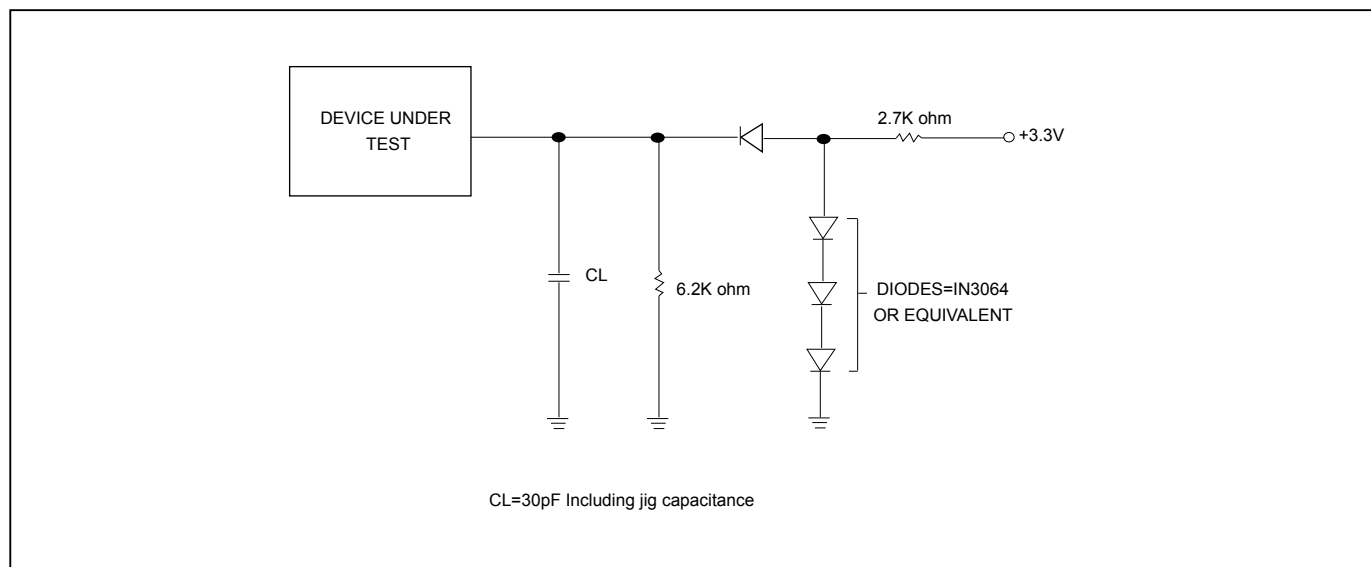 DEVICE UNDER
TEST
2.7K ohm
+3.3V
CL
6.2K ohm
DIODES=IN3064
OR EQUIVALENT
CL=30pF Including jig capacitance